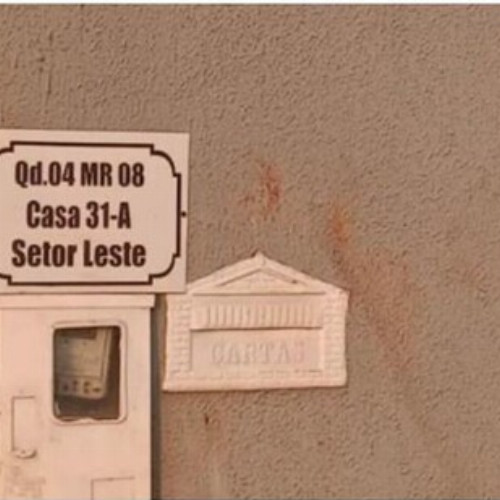 Qd.04 MR 08
Casa 31-A
Setor Leste
CARTAS